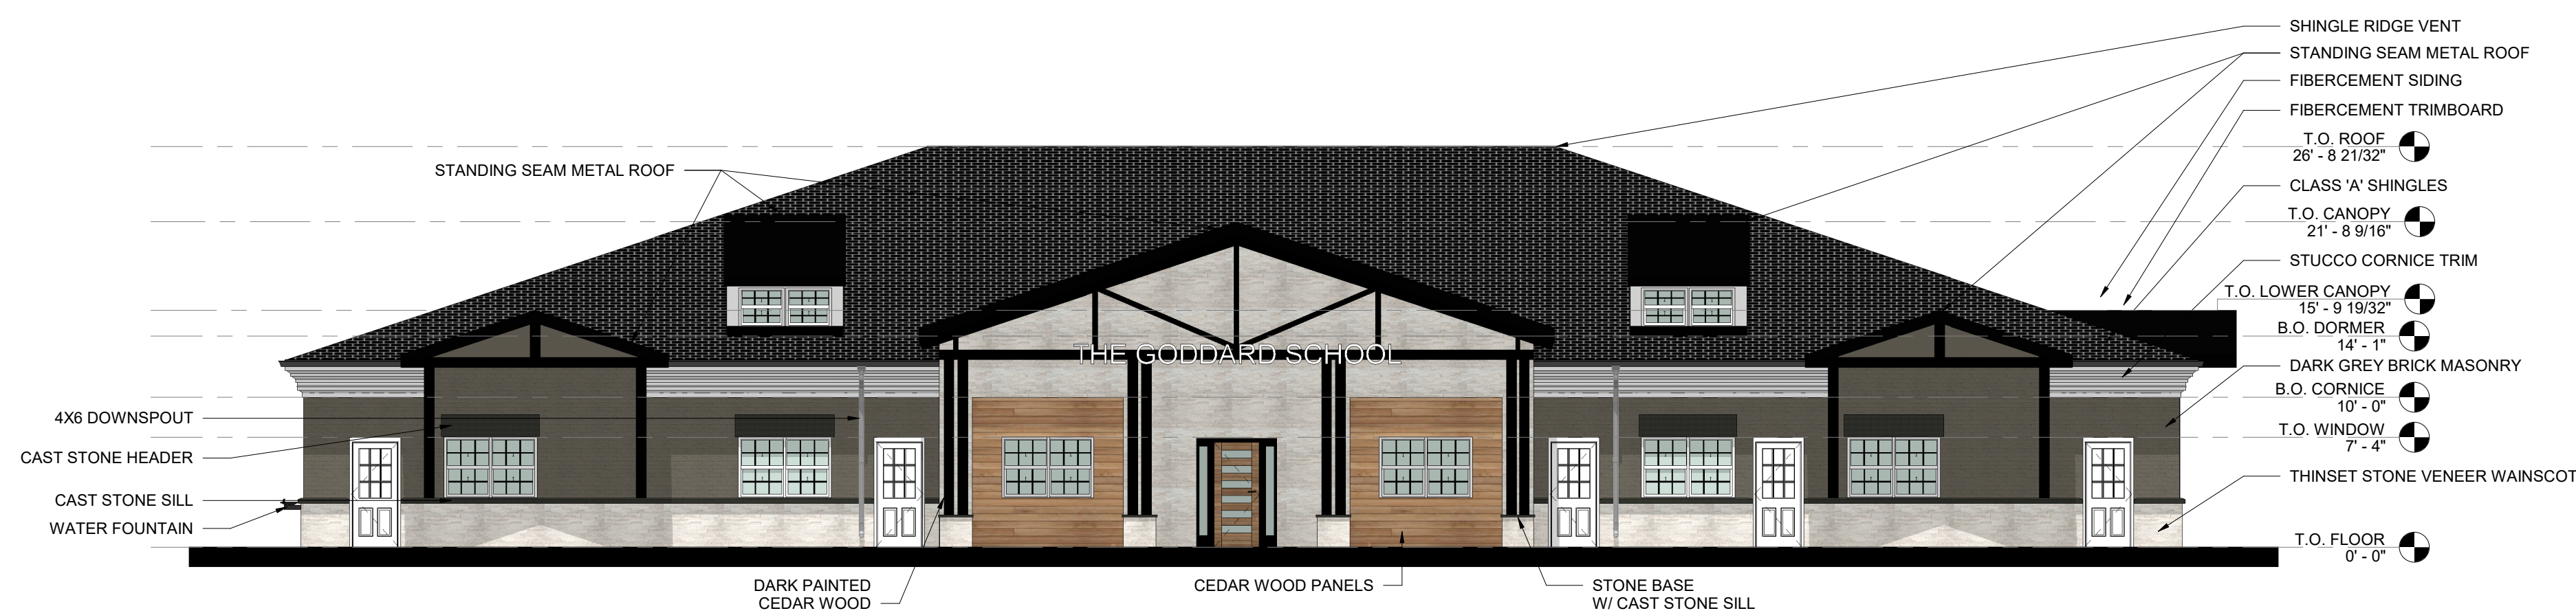 SHINGLE RIDGE VENT
STANDING SEAM METAL ROOF
FIBERCEMENT SIDING
FIBERCEMENT TRIMBOARD
T.O. ROOF
26' - 8 21/32"
STANDING SEAM METAL ROOF
CLASS 'A' SHINGLES
T.O. CANOPY
21' - 8 9/16"
STUCCO CORNICE TRIM
T.O. LOWER CANOPY
15' - 9 19/32"
B.O. DORMER
14' - 1"
THE GODDARD SCHOOL
DARK GREY BRICK MASONRY
B.O. CORNICE
10' - 0"
4X6 DOWNSPOUT
T.O. WINDOW
7' - 4"
CAST STONE HEADER
THINSET STONE VENEER WAINSCOT
CAST STONE SILL
WATER FOUNTAIN
T.O. FLOOR
0' - 0"
DARK PAINTED
CEDAR WOOD
CEDAR WOOD PANELS
STONE BASE
W/ CAST STONE SILL